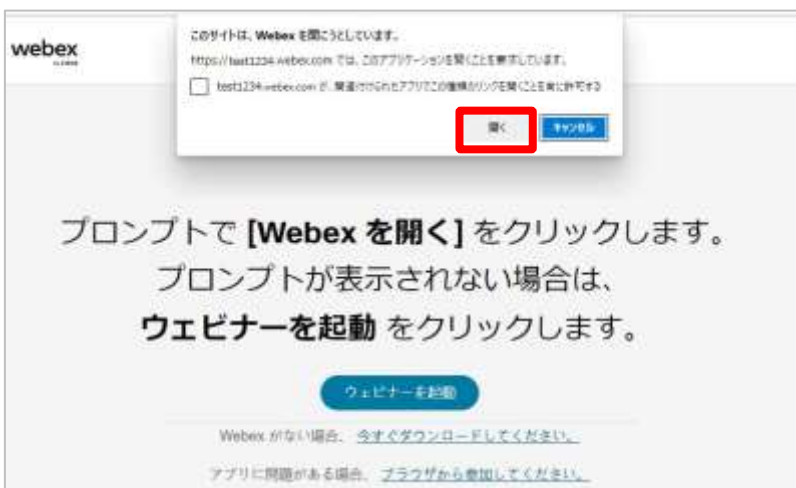 webex
このサイトは、Webex を開こうとしています。
https://test1234.webex.com では、このアプリケーションを開くことを要求しています。
test1234.webex.com が、関連付けられたアプリでこの種類のリンクを開くことを常に許可する
開く
キャンセル
プロンプトで [Webex を開く] をクリックします。
プロンプトが表示されない場合は、
ウェビナーを起動 をクリックします。
ウェビナーを起動
Webex がない場合、今すぐダウンロードしてください。
アプリに問題がある場合、ブラウザから参加してください。